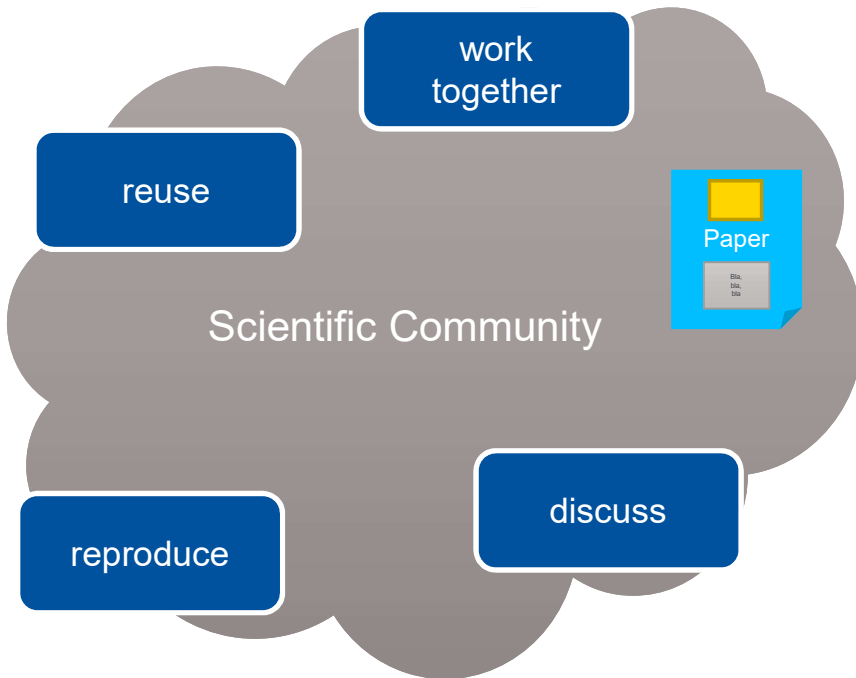 work
together
reuse
Paper
Bla,
bla,
bla
Scientific Community
discuss
reproduce